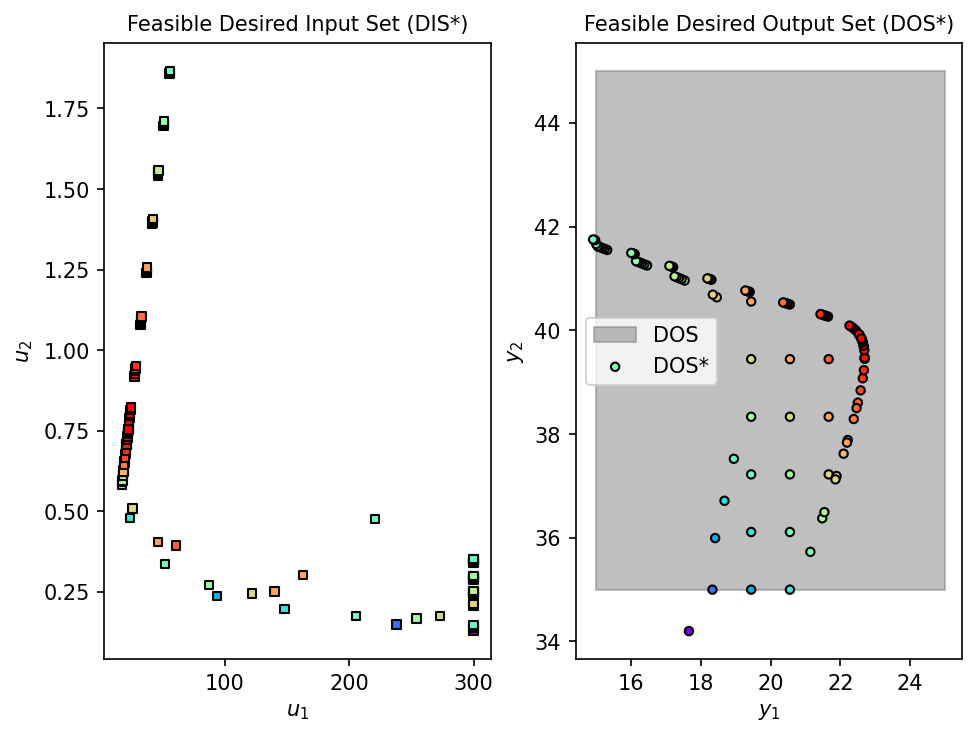 Feasible Desired Input Set (DIS*)
1.75
1.50
1.25
1.00
0.75
0.50
0.25
u₂
100
200
300
u₁
Feasible Desired Output Set (DOS*)
44
42
40
38
36
34
y₂
DOS
DOS*
16
18
20
22
24
y₁